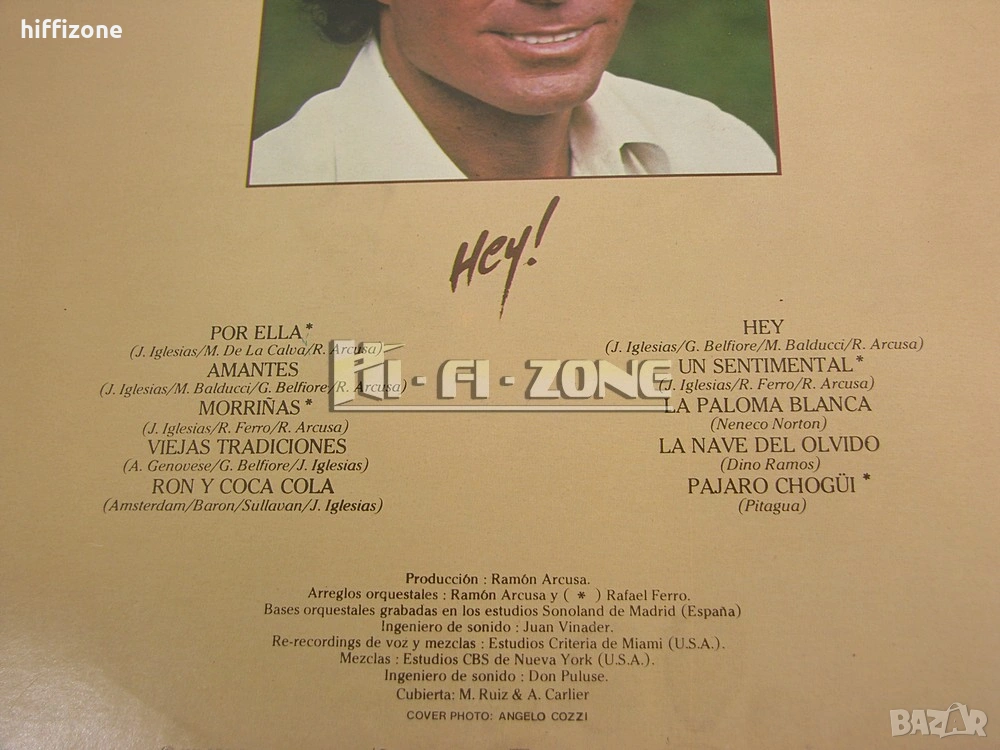 hiffizone
Hey!
POR ELLA*
(J. Iglesias/M. De La Calva/R. Arcusa)
AMANTES
(J. Iglesias/M. Balducci/G. Belfiore/R. Arcusa)
MORRIÑAS*
(J. Iglesias/R. Ferro/R. Arcusa)
VIEJAS TRADICIONES
(A. Genovese/G. Belfiore/J. Iglesias)
RON Y COCA COLA
(Amsterdam/Baron/Sullavan/J. Iglesias)
HEY
(J. Iglesias/G. Belfiore/M. Balducci/R. Arcusa)
UN SENTIMENTAL*
(J. Iglesias/R. Ferro/R. Arcusa)
LA PALOMA BLANCA
(Neneco Norton)
LA NAVE DEL OLVIDO
(Dino Ramos)
PAJARO CHOGÜI*
(Pitagua)
HI-FI-ZONE
Producción : Ramón Arcusa.
Arreglos orquestales : Ramón Arcusa y ( * ) Rafael Ferro.
Bases orquestales grabadas en los estudios Sonoland de Madrid (España)
Ingeniero de sonido : Juan Vinader.
Re-recordings de voz y mezclas : Estudios Criteria de Miami (U.S.A.).
Mezclas : Estudios CBS de Nueva York (U.S.A.).
Ingeniero de sonido : Don Puluse.
Cubierta: M. Ruiz & A. Carlier
COVER PHOTO: ANGELO COZZI
BAZAR